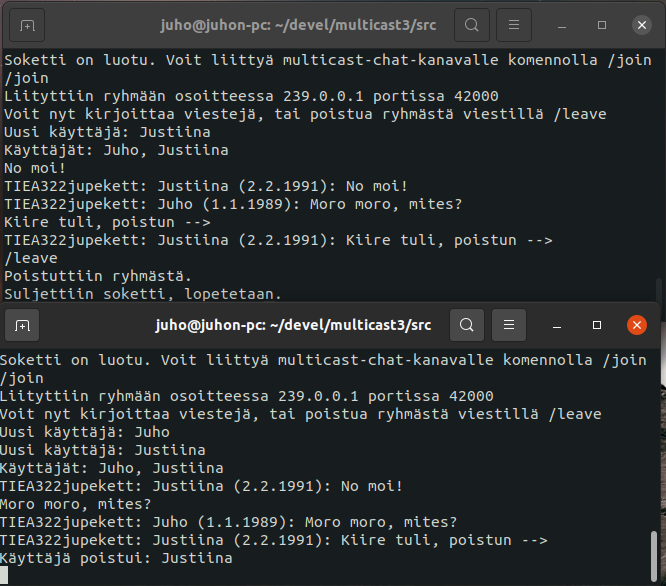 juho@juhon-pc: ~/devel/multicast3/src
Soketti on luotu. Voit liittyä multicast-chat-kanavalle komennolla /join
/join
Liityttiin ryhmään osoitteessa 239.0.0.1 portissa 42000
Voit nyt kirjoittaa viestejä, tai poistua ryhmästä viestillä /leave
Uusi käyttäjä: Justiina
Käyttäjät: Juho, Justiina
No moi!
TIEA322jupekett: Justiina (2.2.1991): No moi!
TIEA322jupekett: Juho (1.1.1989): Moro moro, mites?
Kiire tuli, poistun -->
TIEA322jupekett: Justiina (2.2.1991): Kiire tuli, poistun -->
/leave
Poistuttiin ryhmästä.
Suljettiin soketti, lopetetaan.
juho@juhon-pc: ~/devel/multicast3/src
Soketti on luotu. Voit liittyä multicast-chat-kanavalle komennolla /join
/join
Liityttiin ryhmään osoitteessa 239.0.0.1 portissa 42000
Voit nyt kirjoittaa viestejä, tai poistua ryhmästä viestillä /leave
Uusi käyttäjä: Juho
Uusi käyttäjä: Justiina
Käyttäjät: Juho, Justiina
TIEA322jupekett: Justiina (2.2.1991): No moi!
Moro moro, mites?
TIEA322jupekett: Juho (1.1.1989): Moro moro, mites?
TIEA322jupekett: Justiina (2.2.1991): Kiire tuli, poistun -->
Käyttäjä poistui: Justiina